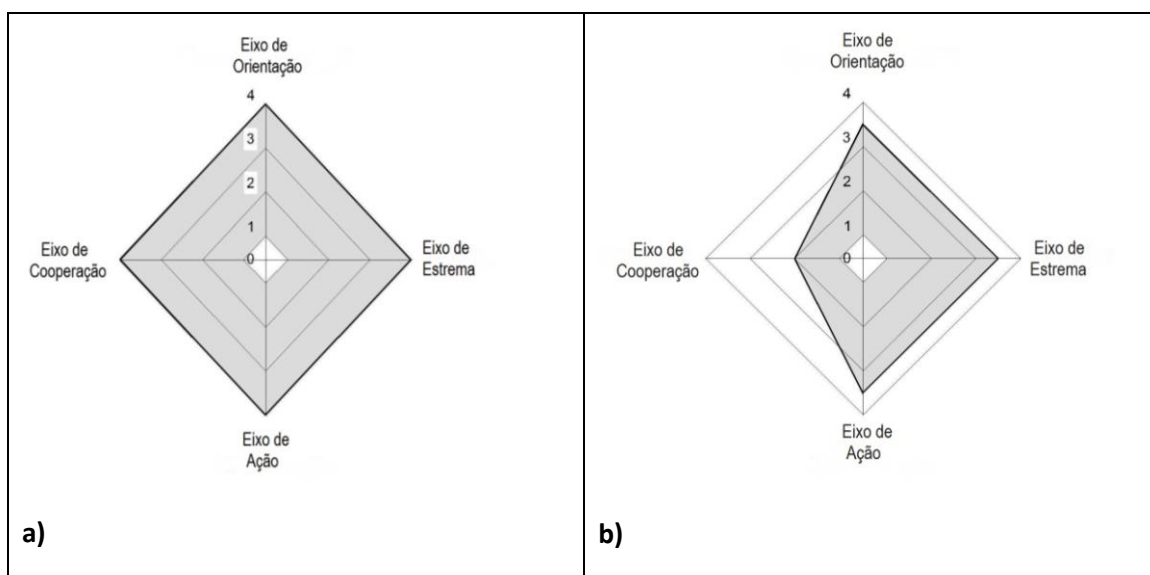 Eixo de
Orientação
4
3
2
1
0
Eixo de
Cooperação
Eixo de
Estrema
Eixo de
Ação
a)
Eixo de
Orientação
4
3
2
1
0
Eixo de
Cooperação
Eixo de
Estrema
Eixo de
Ação
b)